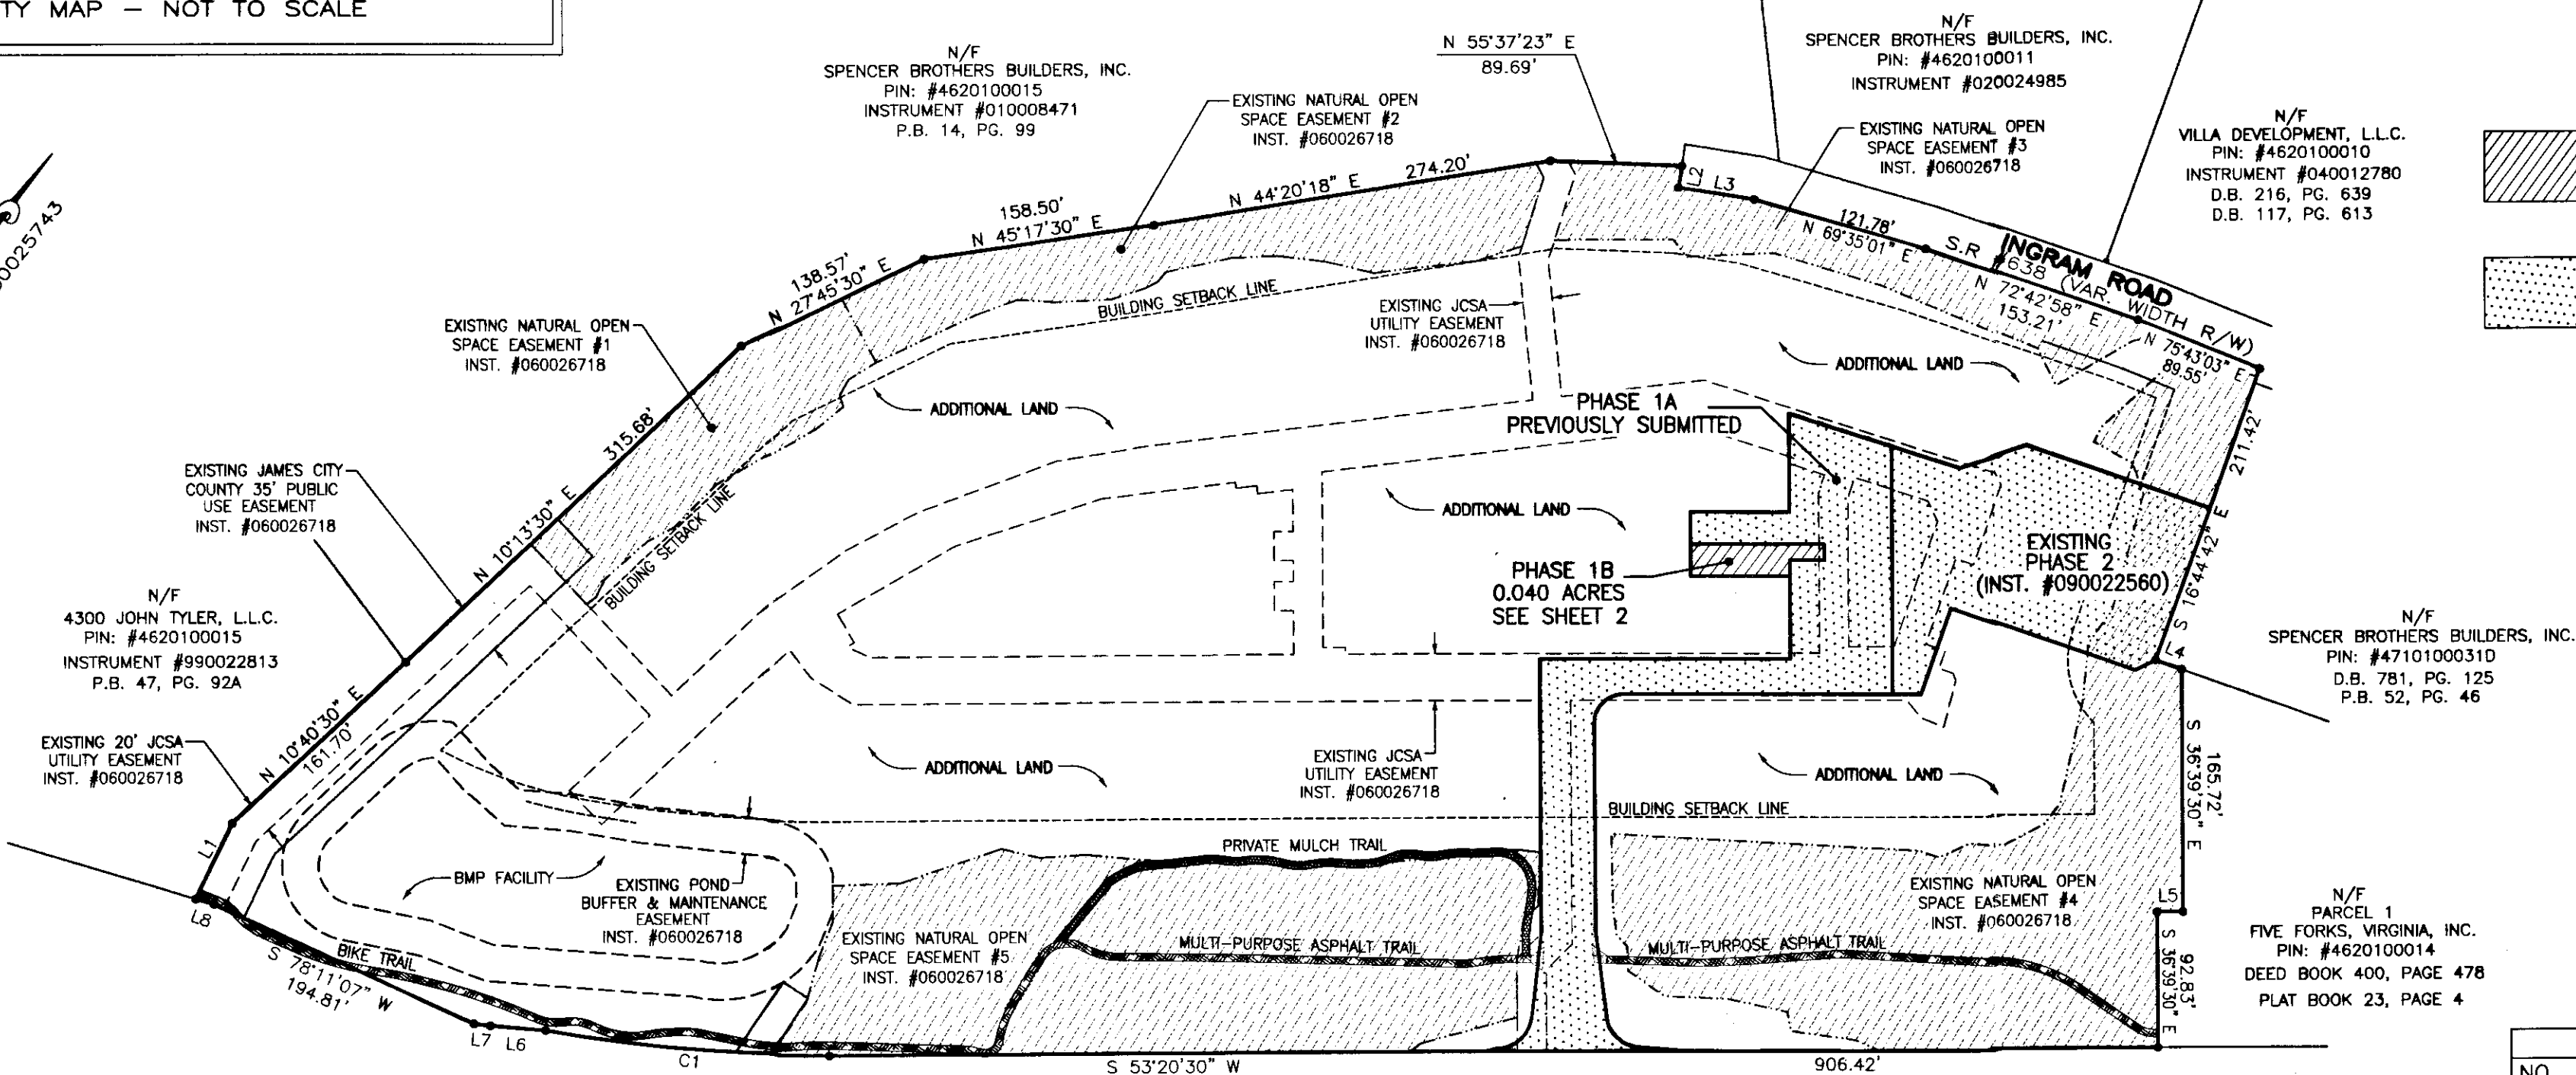 TY MAP – NOT TO SCALE
00025743
N/F
SPENCER BROTHERS BUILDERS, INC.
PIN: #4620100015
INSTRUMENT #010008471
P.B. 14, PG. 99
EXISTING NATURAL OPEN
SPACE EASEMENT #2
INST. #060026718
N 55°37'23" E
89.69'
N/F
SPENCER BROTHERS BUILDERS, INC.
PIN: #4620100011
INSTRUMENT #020024985
EXISTING NATURAL OPEN
SPACE EASEMENT #3
INST. #060026718
N/F
VILLA DEVELOPMENT, L.L.C.
PIN: #4620100010
INSTRUMENT #040012780
D.B. 216, PG. 639
D.B. 117, PG. 613
274.20'
N 44°20'18" E
158.50'
N 45°17'30" E
138.57'
N 27°45'30" E
L2
L3
121.78'
N 69°35'01" E
S.R #638 (VAR. WIDTH R/W)
INGRAM ROAD
N 72°42'58" E
153.21'
N 75°43'03" E
89.55'
BUILDING SETBACK LINE
EXISTING JCSA
UTILITY EASEMENT
INST. #060026718
EXISTING NATURAL OPEN
SPACE EASEMENT #1
INST. #060026718
ADDITIONAL LAND
ADDITIONAL LAND
PHASE 1A
PREVIOUSLY SUBMITTED
211.42'
S 16°44'42" E
315.68'
N 10°13'30" E
BUILDING SETBACK LINE
EXISTING JAMES CITY
COUNTY 35' PUBLIC
USE EASEMENT
INST. #060026718
ADDITIONAL LAND
EXISTING
PHASE 2
(INST. #090022560)
PHASE 1B
0.040 ACRES
SEE SHEET 2
N/F
4300 JOHN TYLER, L.L.C.
PIN: #4620100015
INSTRUMENT #990022813
P.B. 47, PG. 92A
N/F
SPENCER BROTHERS BUILDERS, INC.
PIN: #4710100031D
D.B. 781, PG. 125
P.B. 52, PG. 46
L4
N 10°40'30" E
161.70'
EXISTING 20' JCSA
UTILITY EASEMENT
INST. #060026718
ADDITIONAL LAND
EXISTING JCSA
UTILITY EASEMENT
INST. #060026718
ADDITIONAL LAND
165.72'
S 36°39'30" E
BUILDING SETBACK LINE
PRIVATE MULCH TRAIL
L1
BMP FACILITY
EXISTING POND
BUFFER & MAINTENANCE
EASEMENT
INST. #060026718
EXISTING NATURAL OPEN
SPACE EASEMENT #4
INST. #060026718
L5
N/F
PARCEL 1
FIVE FORKS, VIRGINIA, INC.
PIN: #4620100014
DEED BOOK 400, PAGE 478
PLAT BOOK 23, PAGE 4
L8
BIKE TRAIL
S 78°11'07" W
194.81'
EXISTING NATURAL OPEN
SPACE EASEMENT #5
INST. #060026718
MULTI-PURPOSE ASPHALT TRAIL
MULTI-PURPOSE ASPHALT TRAIL
92.83'
S 36°39'30" E
L7
L6
C1
S 53°20'30" W
906.42'
NO.